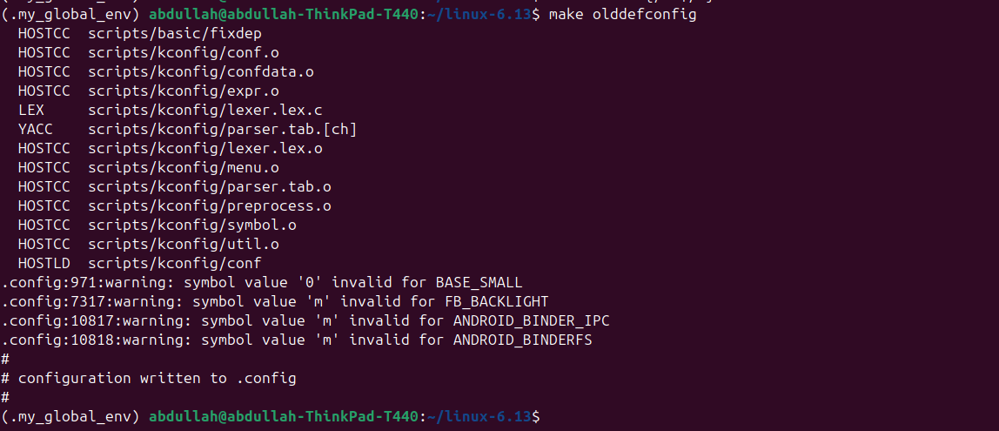 (.my_global_env) abdullah@abdullah-ThinkPad-T440:~/linux-6.13$ make olddefconfig
  HOSTCC  scripts/basic/fixdep
  HOSTCC  scripts/kconfig/conf.o
  HOSTCC  scripts/kconfig/confdata.o
  HOSTCC  scripts/kconfig/expr.o
  LEX     scripts/kconfig/lexer.lex.c
  YACC    scripts/kconfig/parser.tab.[ch]
  HOSTCC  scripts/kconfig/lexer.lex.o
  HOSTCC  scripts/kconfig/menu.o
  HOSTCC  scripts/kconfig/parser.tab.o
  HOSTCC  scripts/kconfig/preprocess.o
  HOSTCC  scripts/kconfig/symbol.o
  HOSTCC  scripts/kconfig/util.o
  HOSTLD  scripts/kconfig/conf
.config:971:warning: symbol value '0' invalid for BASE_SMALL
.config:7317:warning: symbol value 'm' invalid for FB_BACKLIGHT
.config:10817:warning: symbol value 'm' invalid for ANDROID_BINDER_IPC
.config:10818:warning: symbol value 'm' invalid for ANDROID_BINDERFS
#
# configuration written to .config
#
(.my_global_env) abdullah@abdullah-ThinkPad-T440:~/linux-6.13$